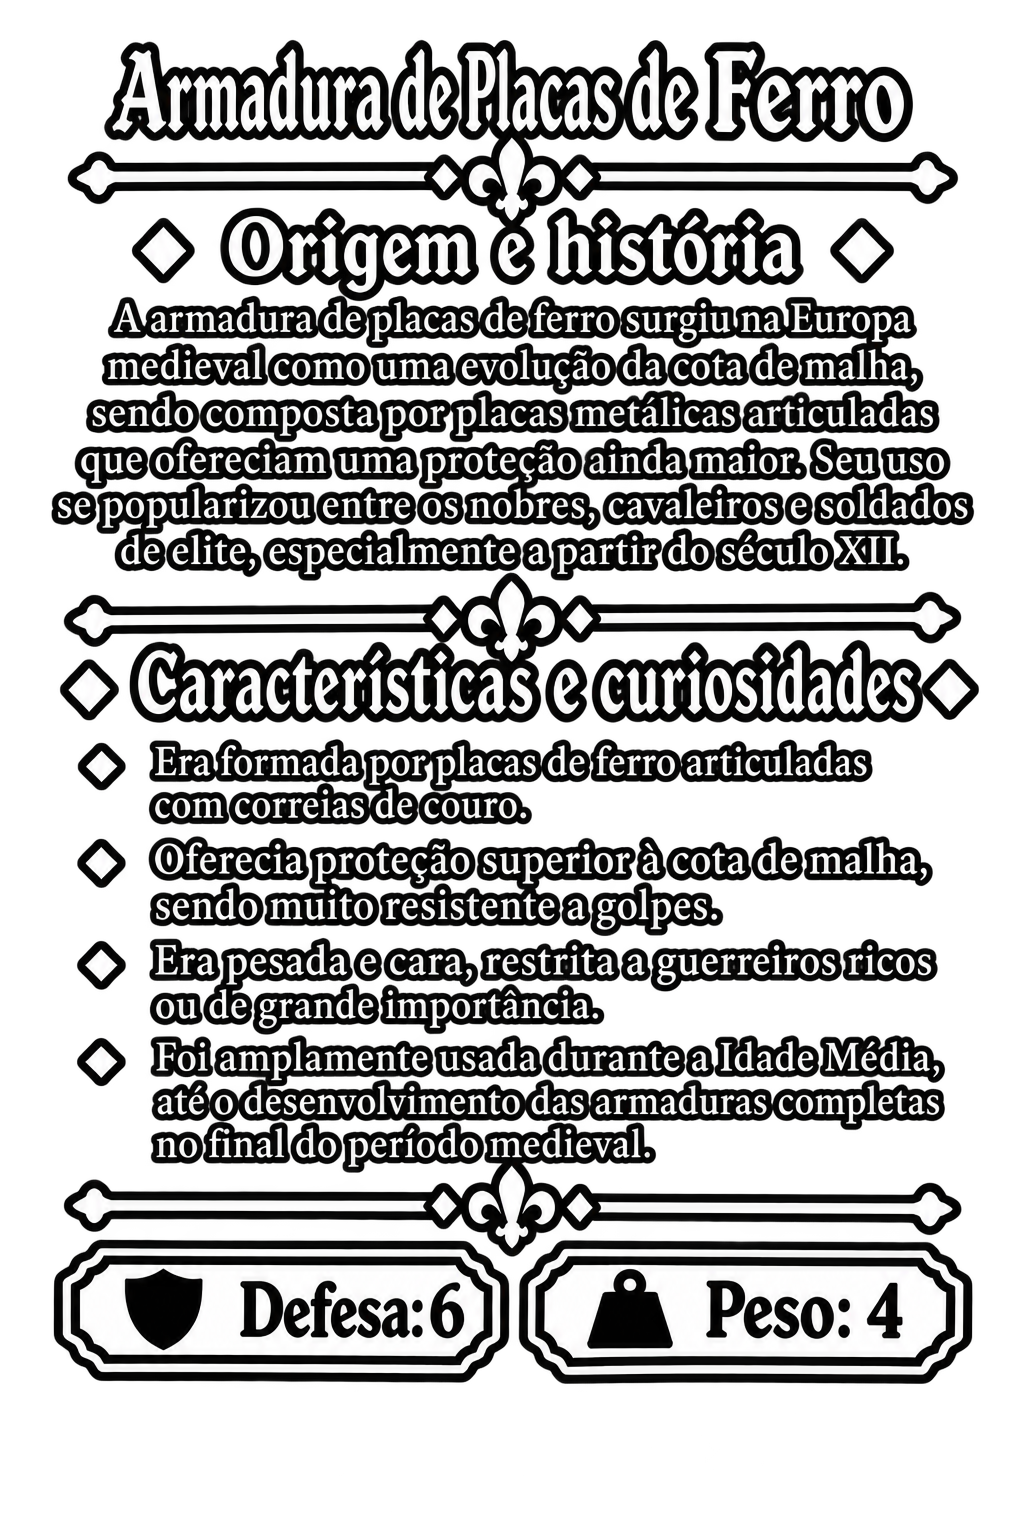 Armadura de Placas de Ferro
Origem e história
A armadura de placas de ferro surgiu na Europa
medieval como uma evolução da cota de malha,
sendo composta por placas metálicas articuladas
que ofereciam uma proteção ainda maior. Seu uso
se popularizou entre os nobres, cavaleiros e soldados
de elite, especialmente a partir do século XII.
Características e curiosidades
Era formada por placas de ferro articuladas
com correias de couro.
Oferecia proteção superior à cota de malha,
sendo muito resistente a golpes.
Era pesada e cara, restrita a guerreiros ricos
ou de grande importância.
Foi amplamente usada durante a Idade Média,
até o desenvolvimento das armaduras completas
no final do período medieval.
Defesa: 6
Peso: 4